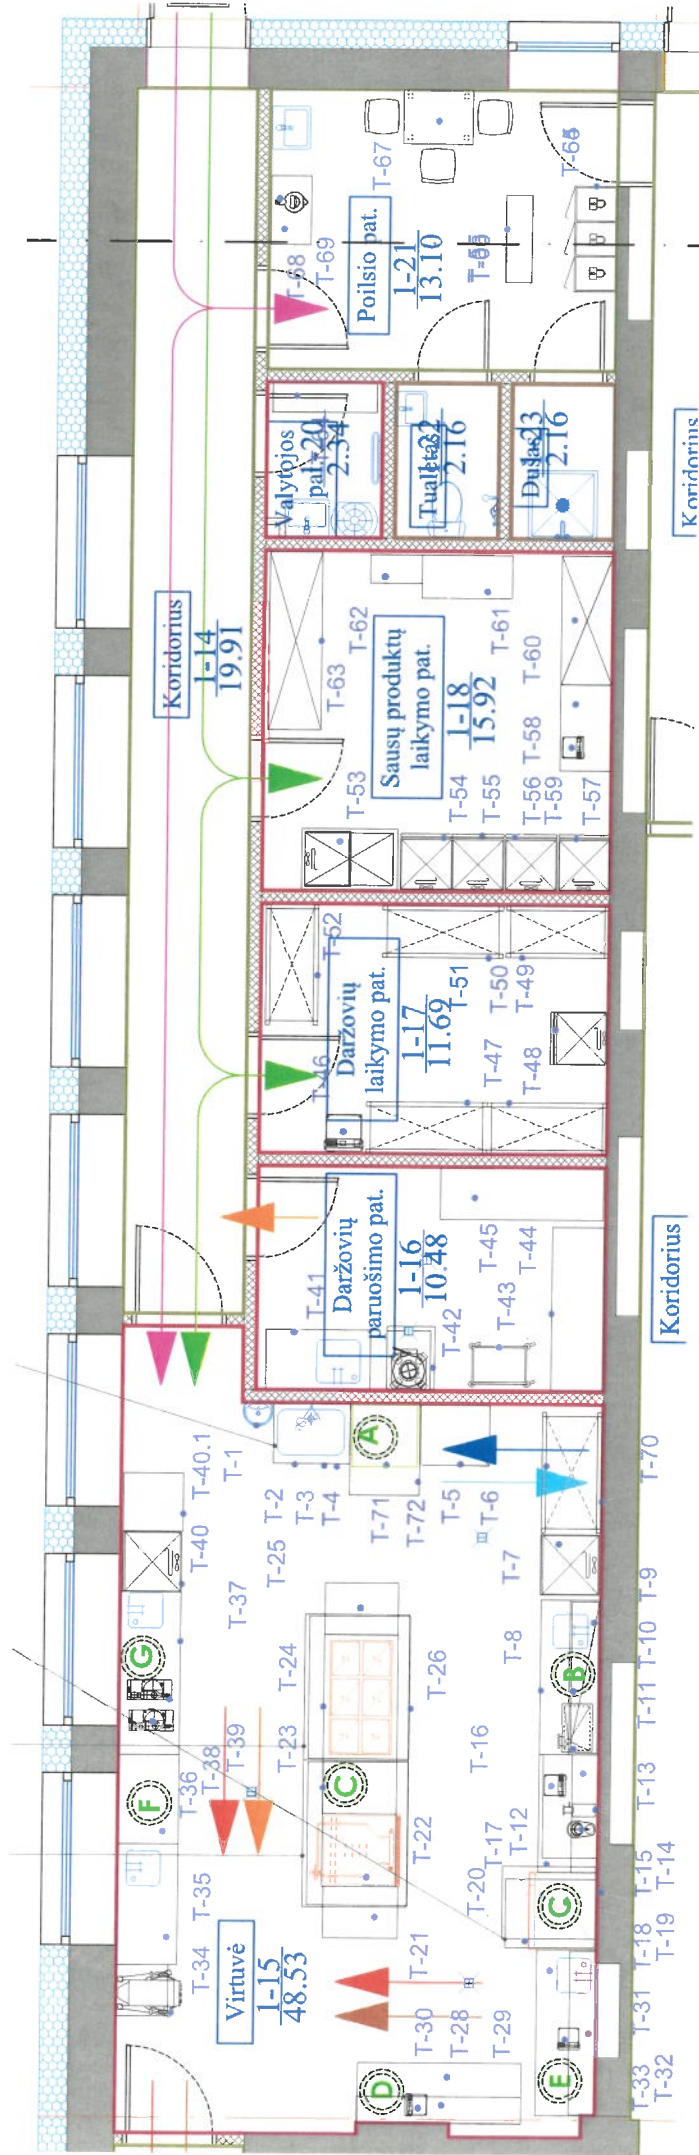 Poilsio pat.
1-21
13.10
T-67
T-68
T-69
Valytojos
pat.
2.34
Tualetas
2.16
Dušas
2.16
Koridorius
1-14
19.91
Sausų produktų
laikymo pat.
1-18
15.92
T-53
T-63
T-62
T-61
T-60
T-58
T-54
T-55
T-56
T-59
T-57
Daržovių
laikymo pat.
1-17
11.69
T-46
T-52
T-51
T-50
T-49
T-47
T-48
Daržovių
paruošimo pat.
1-16
10.48
T-41
T-42
T-43
T-45
T-44
Koridorius
Koridorius
Virtuvė
1-15
48.53
T-40.1
T-1
T-40
T-2
T-3
T-4
T-25
T-37
T-71
T-72
T-5
T-6
T-7
T-70
T-24
T-23
T-26
T-8
T-9
T-10
T-11
T-13
T-16
T-36
T-38
T-39
T-22
T-17
T-12
T-20
T-15
T-14
T-35
T-34
T-21
T-18
T-19
T-30
T-28
T-29
T-31
T-33
T-32
A
B
C
C
D
E
F
G